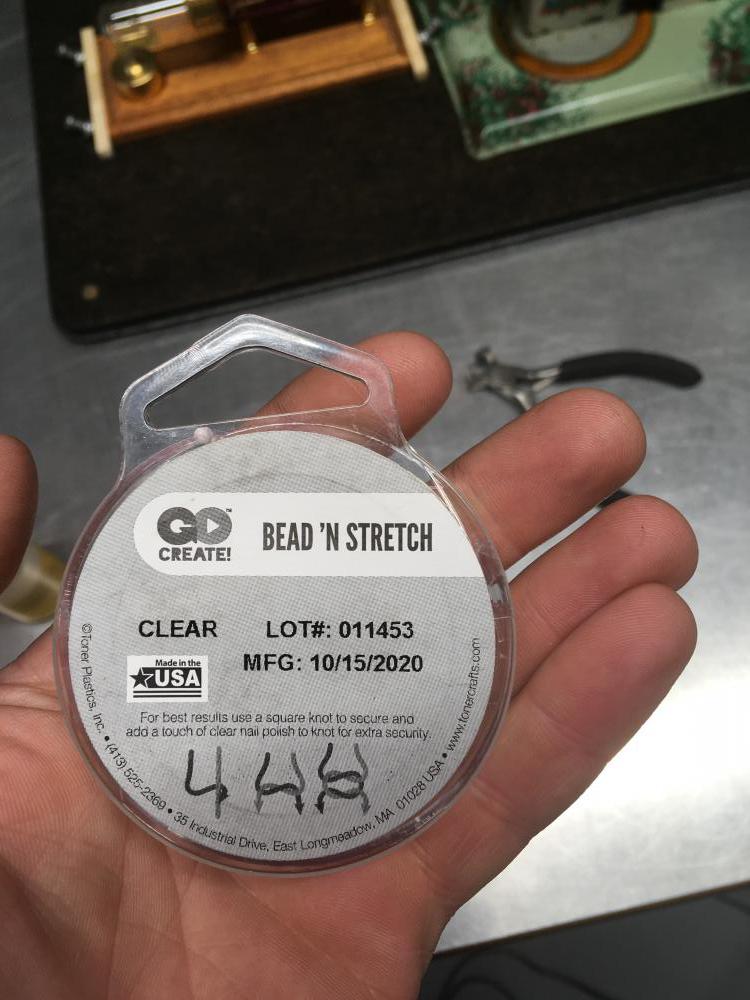 GO™
CREATE!
BEAD 'N STRETCH
CLEAR
LOT#: 011453
MFG: 10/15/2020
Made in the
USA
For best results use a square knot to secure and
add a touch of clear nail polish to knot for extra security.
©Toner Plastics, Inc. • (413) 525-2369 • 35 Industrial Drive, East Longmeadow, MA 01028 USA • www.tonercrafts.com